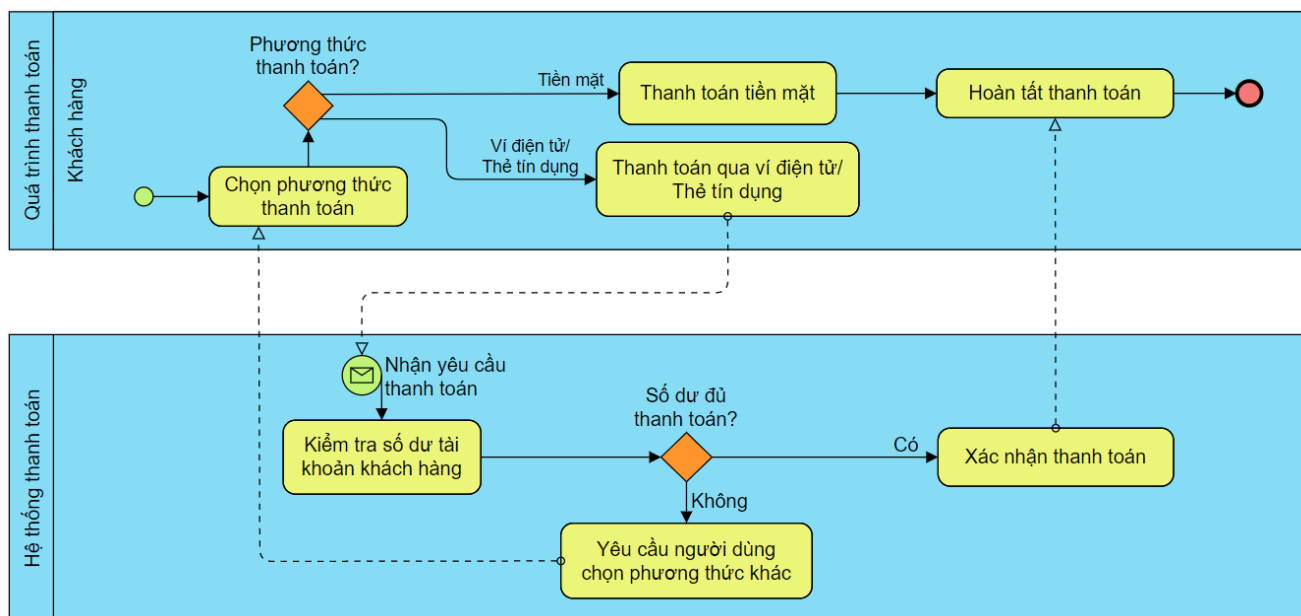 Quá trình thanh toán
Khách hàng
Phương thức
thanh toán?
Tiền mặt
Thanh toán tiền mặt
Hoàn tất thanh toán
Ví điện tử/
Thẻ tín dụng
Thanh toán qua ví điện tử/
Thẻ tín dụng
Chọn phương thức
thanh toán
Hệ thống thanh toán
Nhận yêu cầu
thanh toán
Số dư đủ
thanh toán?
Kiểm tra số dư tài
khoản khách hàng
Có
Xác nhận thanh toán
Không
Yêu cầu người dùng
chọn phương thức khác